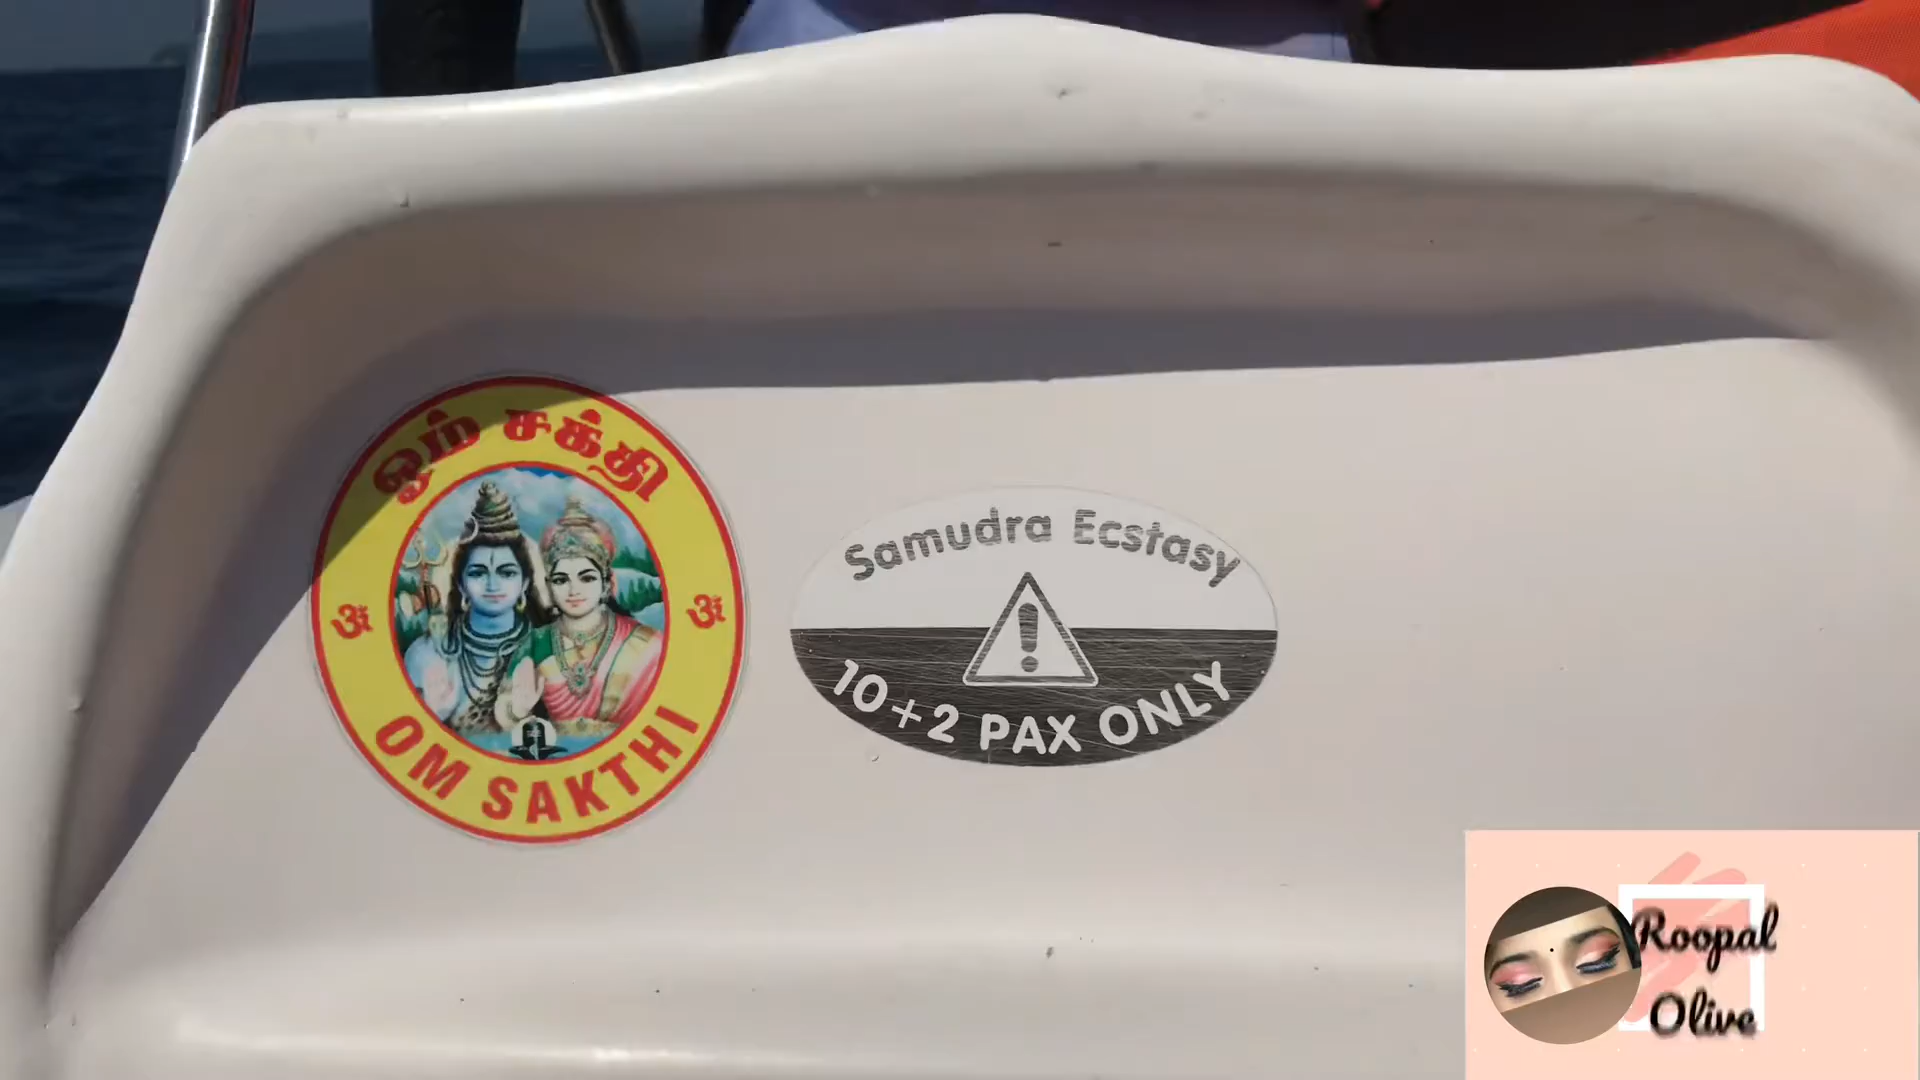 ஓம் சக்தி
ॐ ॐ
OM SAKTHI
Samudra Ecstasy
10+2 PAX ONLY
Roopal
Olive